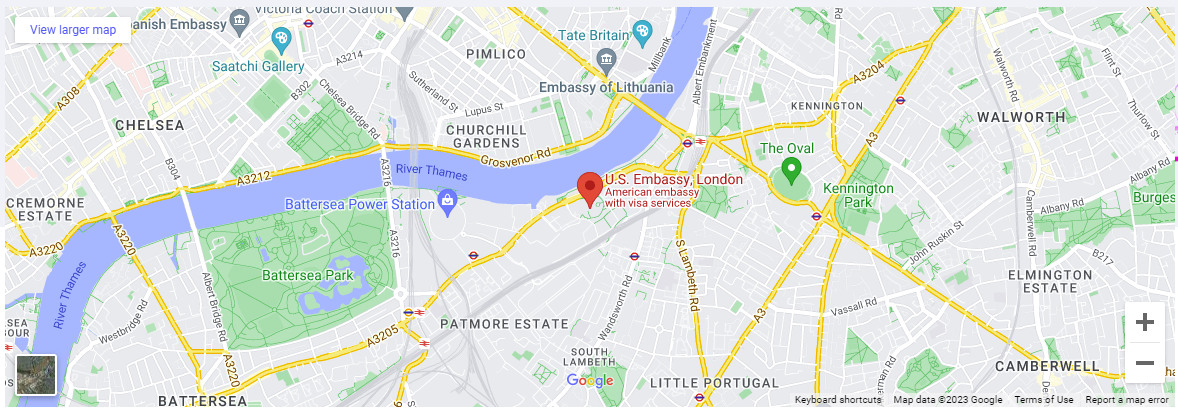 View larger map
Spanish Embassy
Victoria Coach Station
Saatchi Gallery
A3214
A308
B302
PIMLICO
Tate Britain
Millbank
Albert Embankment
Embassy of Lithuania
Sutherland St
Lupus St
Chelsea Bridge Rd
CHELSEA
CHURCHILL
GARDENS
Grosvenor Rd
B304
A3212
A3216
River Thames
Battersea Power Station
U.S. Embassy, London
American embassy
with visa services
A3204
KENNINGTON
A3
Walworth Rd
Flint St
WALWORTH
Thurlow St
The Oval
Kennington
Park
Albany Rd
Albany Rd
Burges
CREMORNE
ESTATE
A3220
A3220
A3216
Battersea Park
Albert Bridge Rd
River Thames
Westbridge Rd
A3205
A3220
BATTERSEA
PATMORE ESTATE
Wandsworth Rd
S Lambeth Rd
SOUTH
LAMBETH
LITTLE PORTUGAL
A3
Vassall Rd
John Ruskin St
Camberwell Rd
B217
ELMINGTON
ESTATE
CAMBERWELL
Google
Keyboard shortcuts
Map data ©2023 Google
Terms of Use
Report a map error